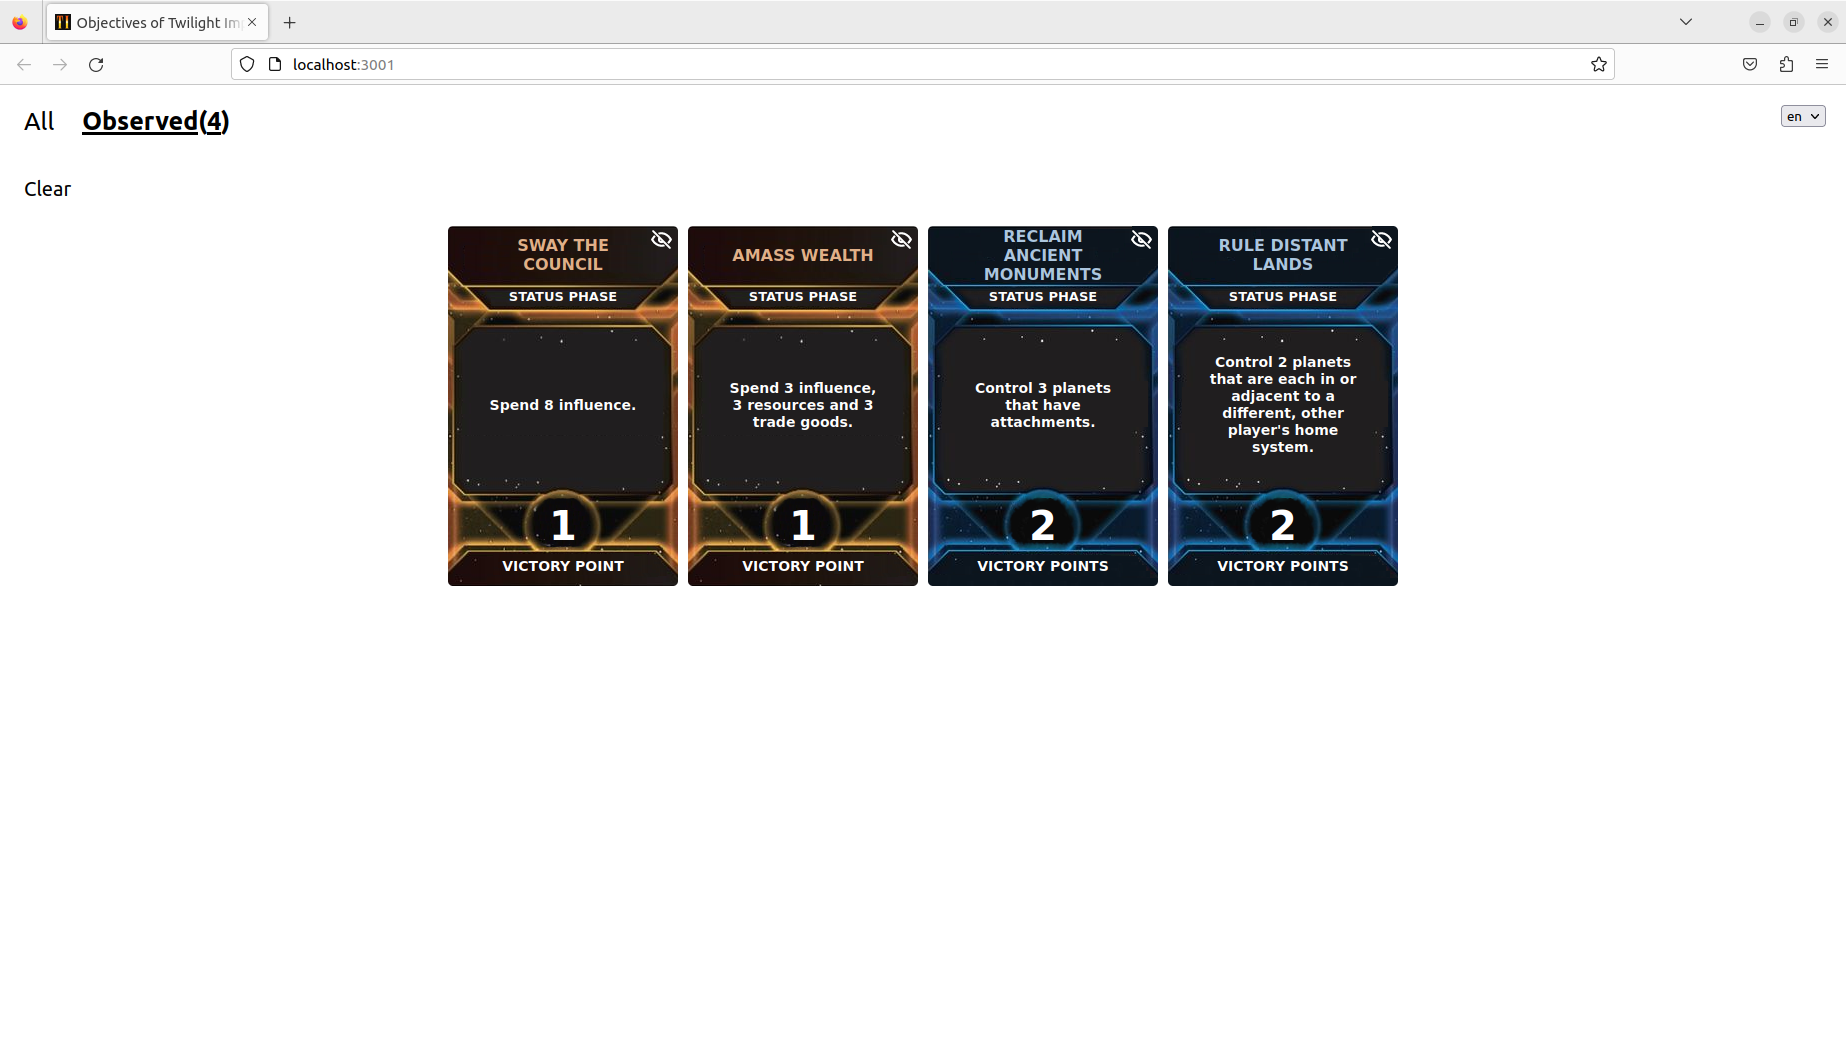 Objectives of Twilight Im
localhost:3001
All Observed(4)
en
Clear
SWAY THE
COUNCIL
STATUS PHASE
Spend 8 influence.
1
VICTORY POINT
AMASS WEALTH
STATUS PHASE
Spend 3 influence,
3 resources and 3
trade goods.
1
VICTORY POINT
RECLAIM
ANCIENT
MONUMENTS
STATUS PHASE
Control 3 planets
that have
attachments.
2
VICTORY POINTS
RULE DISTANT
LANDS
STATUS PHASE
Control 2 planets
that are each in or
adjacent to a
different, other
player's home
system.
2
VICTORY POINTS